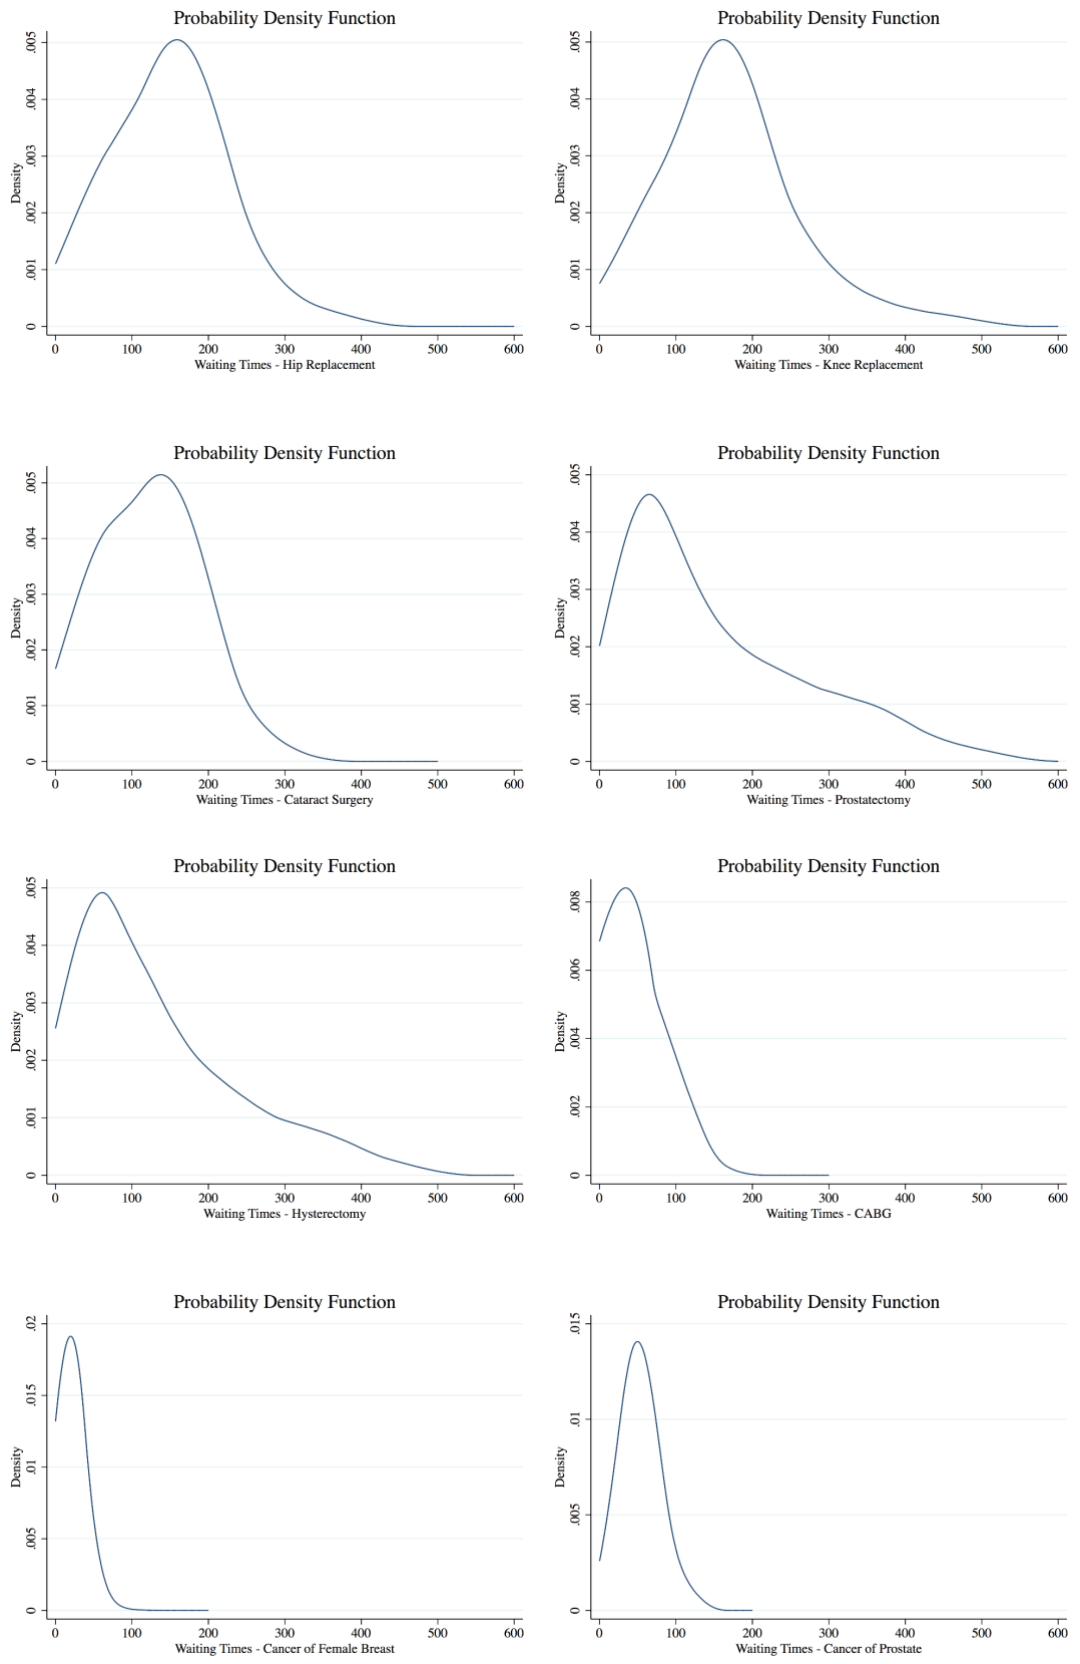 Probability Density Function
.005
.004
.003
.002
.001
0
Density
0 100 200 300 400 500 600
Waiting Times - Hip Replacement
Probability Density Function
.005
.004
.003
.002
.001
0
Density
0 100 200 300 400 500 600
Waiting Times - Knee Replacement
Probability Density Function
.005
.004
.003
.002
.001
0
Density
0 100 200 300 400 500 600
Waiting Times - Cataract Surgery
Probability Density Function
.005
.004
.003
.002
.001
0
Density
0 100 200 300 400 500 600
Waiting Times - Prostatectomy
Probability Density Function
.005
.004
.003
.002
.001
0
Density
0 100 200 300 400 500 600
Waiting Times - Hysterectomy
Probability Density Function
.008
.006
.004
.002
0
Density
0 100 200 300 400 500 600
Waiting Times - CABG
Probability Density Function
.02
.015
.01
.005
0
Density
0 100 200 300 400 500 600
Waiting Times - Cancer of Female Breast
Probability Density Function
.015
.01
.005
0
Density
0 100 200 300 400 500 600
Waiting Times - Cancer of Prostate